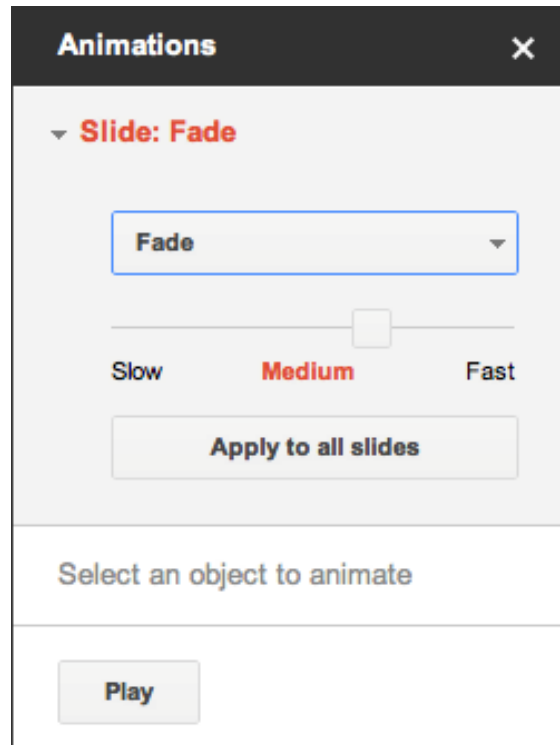 Animations
Slide: Fade
Fade
Slow Medium Fast
Apply to all slides
Select an object to animate
Play